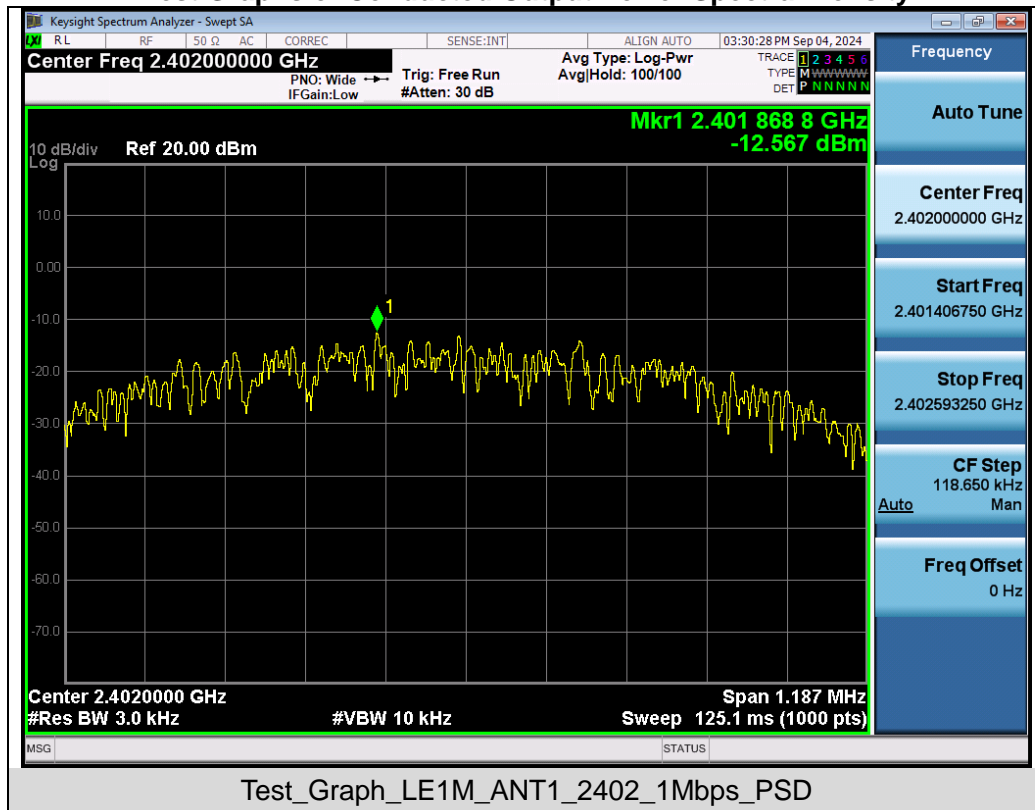 Keysight Spectrum Analyzer - Swept SA
LXI RL RF 50 Ω AC CORREC SENSE:INT ALIGN AUTO 03:30:28 PM Sep 04, 2024
Center Freq 2.402000000 GHz
PNO: Wide
IFGain:Low
Trig: Free Run
#Atten: 30 dB
Avg Type: Log-Pwr
Avg|Hold: 100/100
TRACE 1 2 3 4 5 6
TYPE M WWWWW
DET P N N N N N
Mkr1 2.401 868 8 GHz
-12.567 dBm
10 dB/div Ref 20.00 dBm
Log
10.0
0.00
1
-10.0
-20.0
-30.0
-40.0
-50.0
-60.0
-70.0
Center 2.4020000 GHz Span 1.187 MHz
#Res BW 3.0 kHz #VBW 10 kHz Sweep 125.1 ms (1000 pts)
MSG STATUS
Frequency
Auto Tune
Center Freq
2.402000000 GHz
Start Freq
2.401406750 GHz
Stop Freq
2.402593250 GHz
CF Step
118.650 kHz
Auto Man
Freq Offset
0 Hz
Test_Graph_LE1M_ANT1_2402_1Mbps_PSD